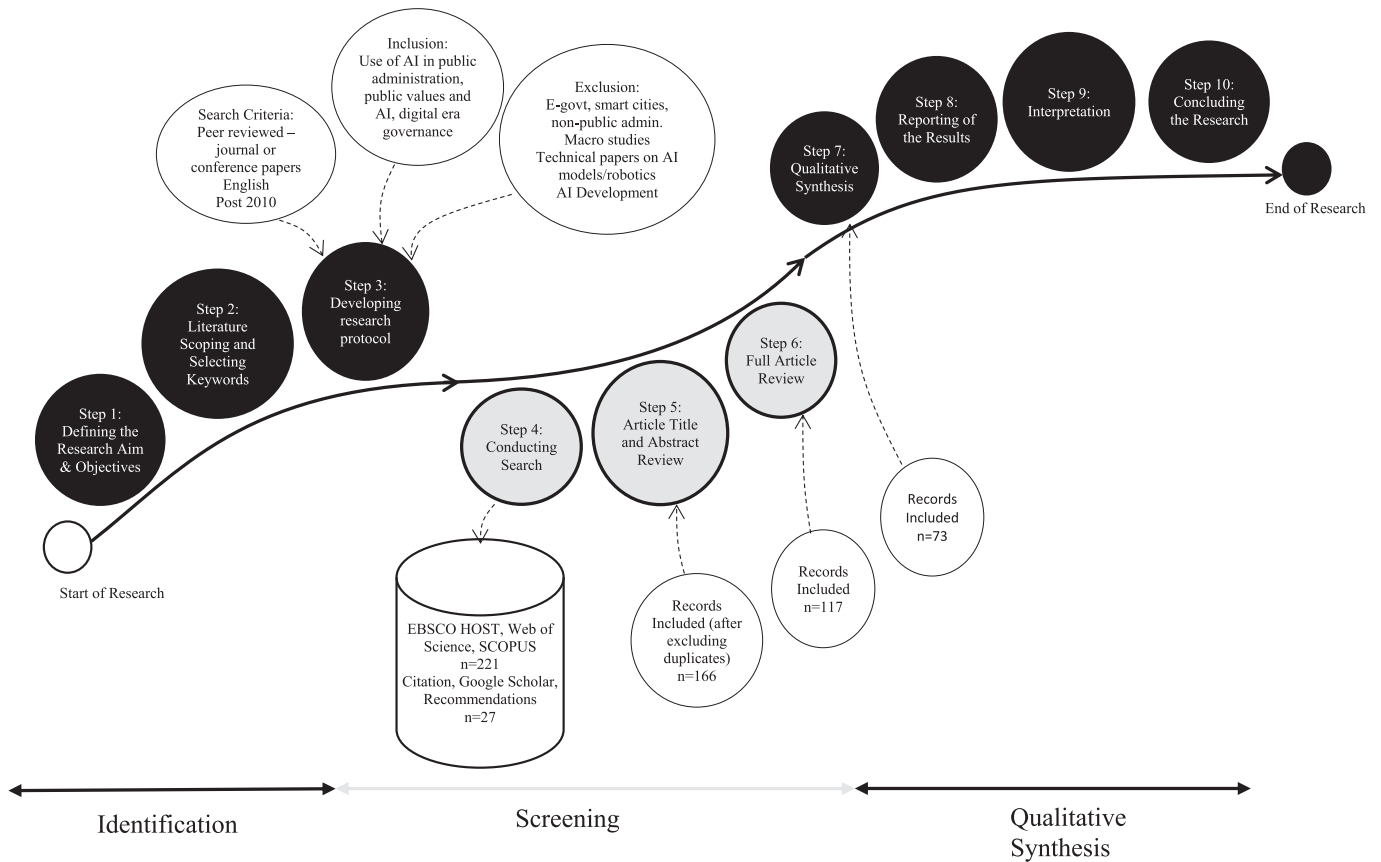 Search Criteria:
Peer reviewed –
journal or
conference papers
English
Post 2010
Inclusion:
Use of AI in public
administration,
public values and
AI, digital era
governance
Exclusion:
E-govt, smart cities,
non-public admin.
Macro studies
Technical papers on AI
models/robotics
AI Development
Step 1:
Defining the
Research Aim
& Objectives
Step 2:
Literature
Scoping and
Selecting
Keywords
Step 3:
Developing
research
protocol
Step 4:
Conducting
Search
Step 5:
Article Title
and Abstract
Review
Step 6:
Full Article
Review
Step 7:
Qualitative
Synthesis
Step 8:
Reporting of
the Results
Step 9:
Interpretation
Step 10:
Concluding
the Research
End of Research
Start of Research
EBSCO HOST, Web of
Science, SCOPUS
n=221
Citation, Google Scholar,
Recommendations
n=27
Records
Included (after
excluding
duplicates)
n=166
Records
Included
n=117
Records
Included
n=73
Identification
Screening
Qualitative
Synthesis